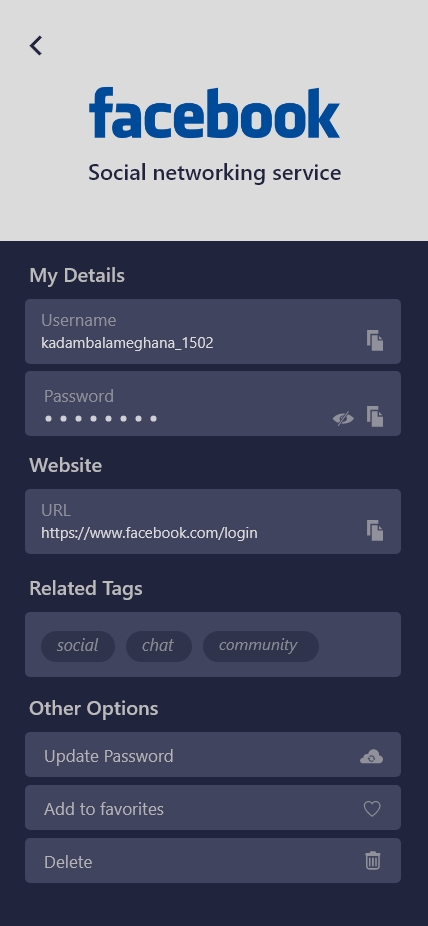 facebook
Social networking service
My Details
Username
kadambalameghana_1502
Password
Website
URL
https://www.facebook.com/login
Related Tags
social chat community
Other Options
Update Password
Add to favorites
Delete